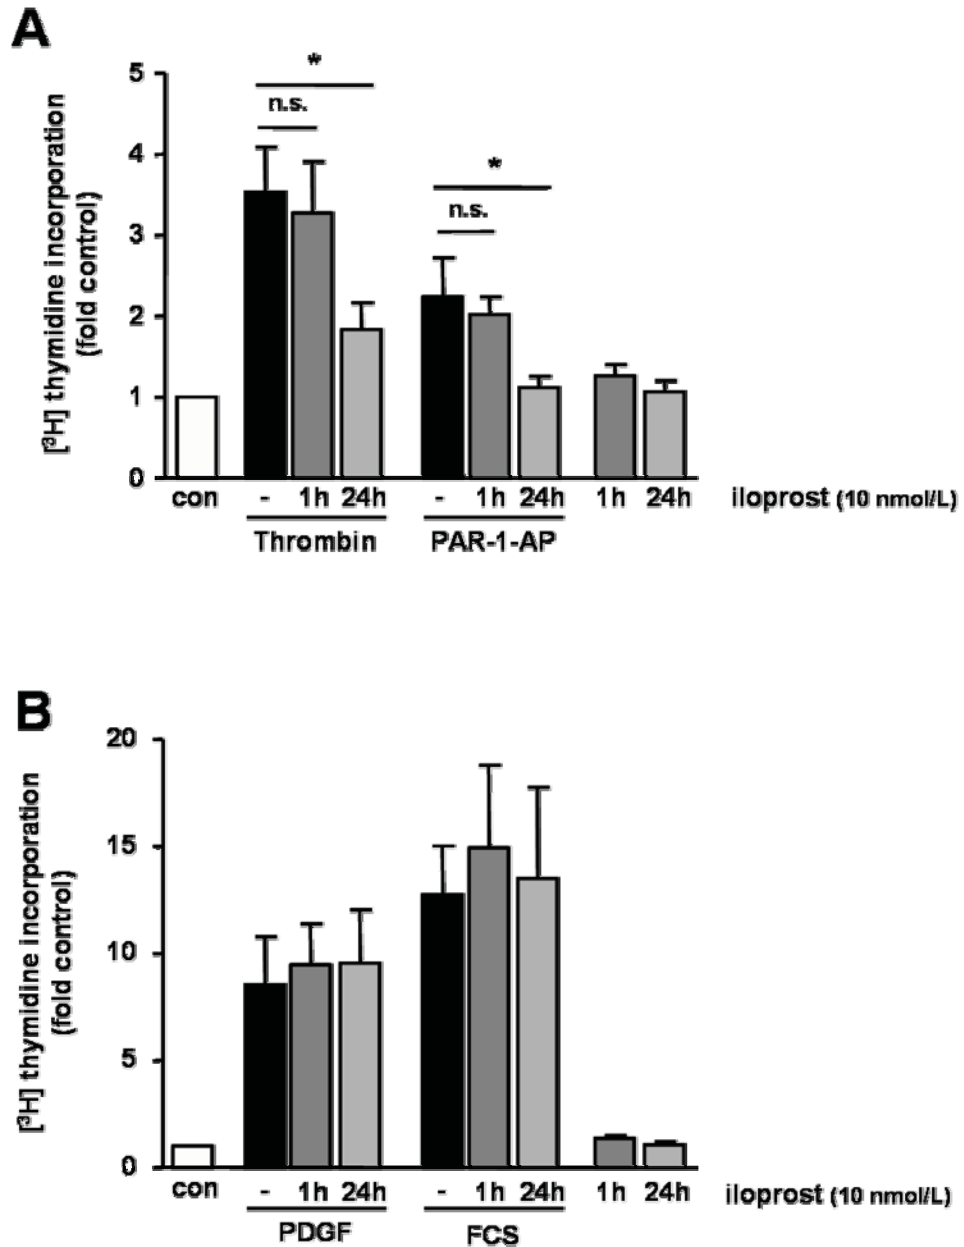 A
[³H] thymidine incorporation
(fold control)
5
4
3
2
1
0
*
n.s.
*
n.s.
con - 1h 24h - 1h 24h 1h 24h iloprost (10 nmol/L)
Thrombin PAR-1-AP
B
[³H] thymidine incorporation
(fold control)
20
15
10
5
0
con - 1h 24h - 1h 24h 1h 24h iloprost (10 nmol/L)
PDGF FCS